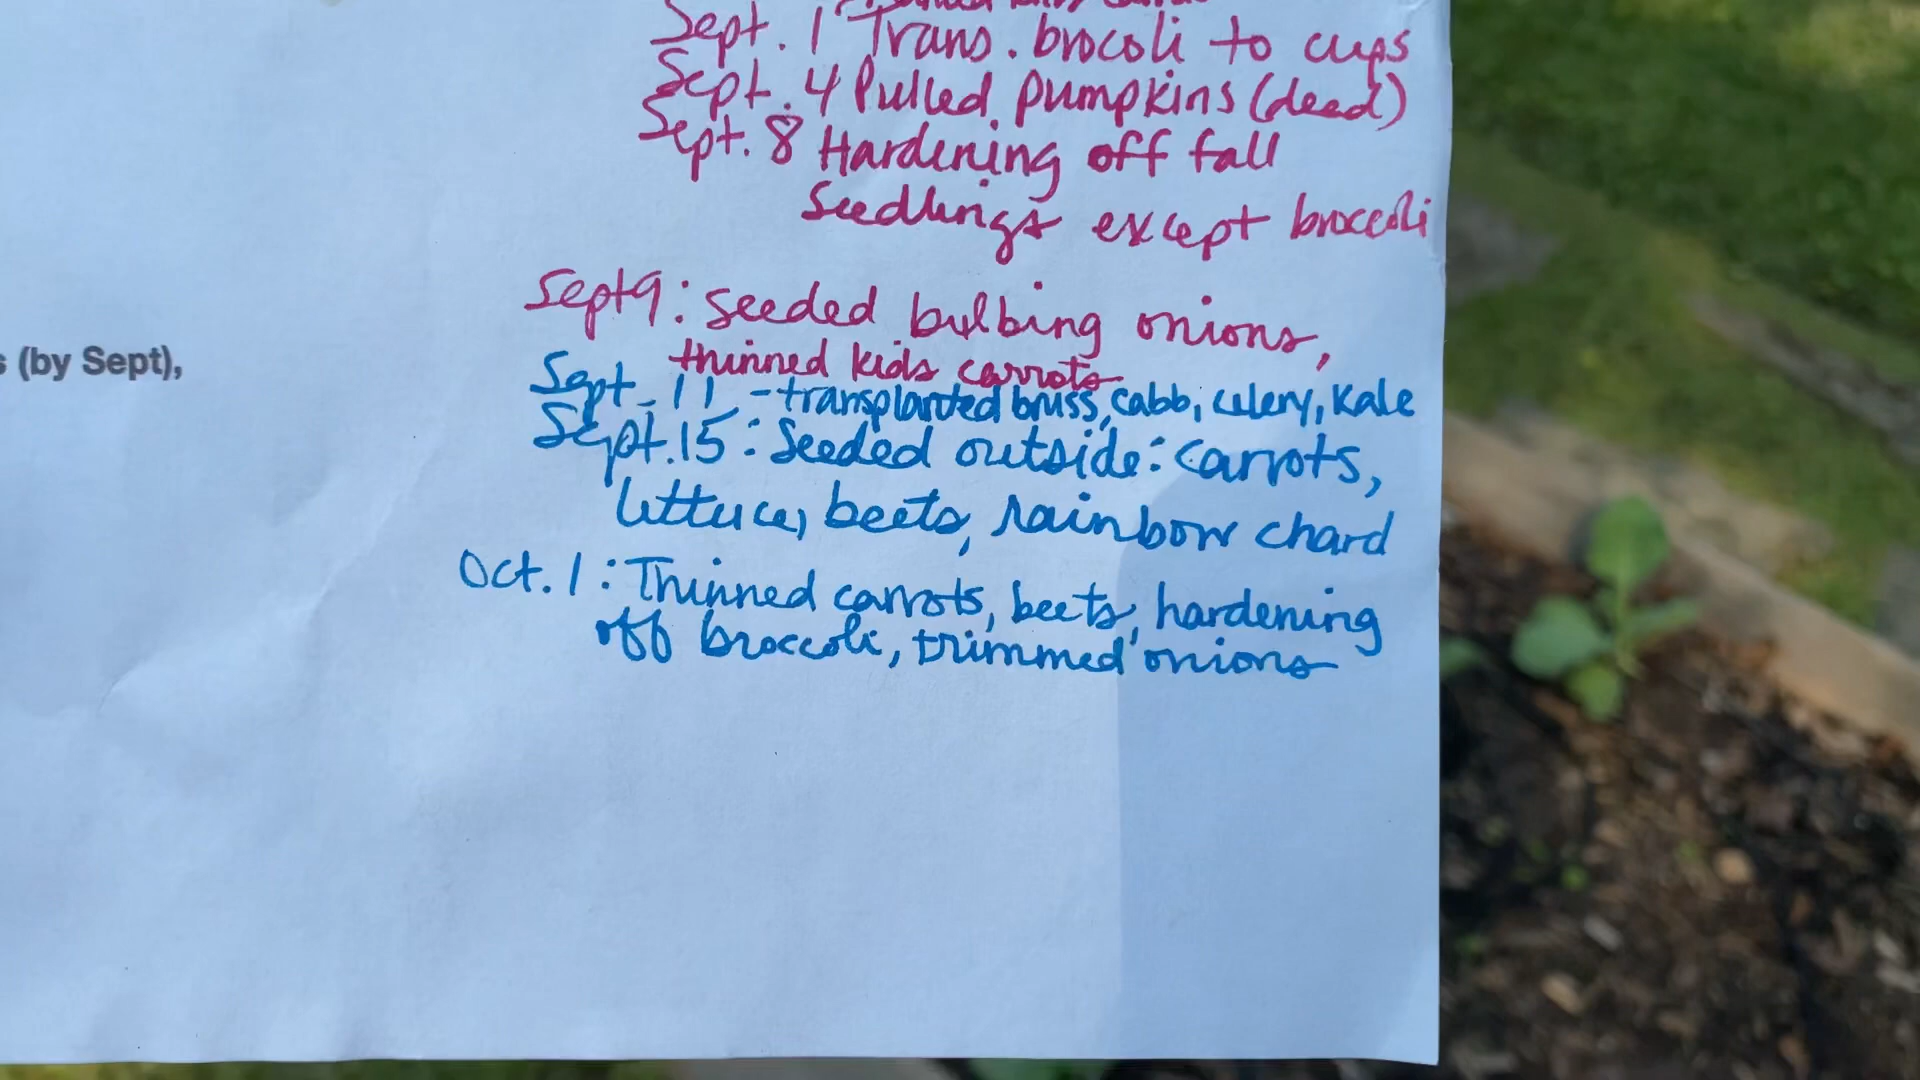 Sept. 1 Trans. brocoli to cups
Sept. 4 Pulled pumpkins (dead)
Sept. 8 Hardening off fall
Seedlings except broccoli
Sept 9: Seeded bulbing onions,
(by Sept),
thinned kids carrots
Sept. 11 - transplanted bruss, cabb, celery, Kale
Sept. 15: Seeded outside: carrots,
lettuce, beets, rainbow chard
Oct. 1: Thinned carrots, beets, hardening
off broccoli, trimmed onions